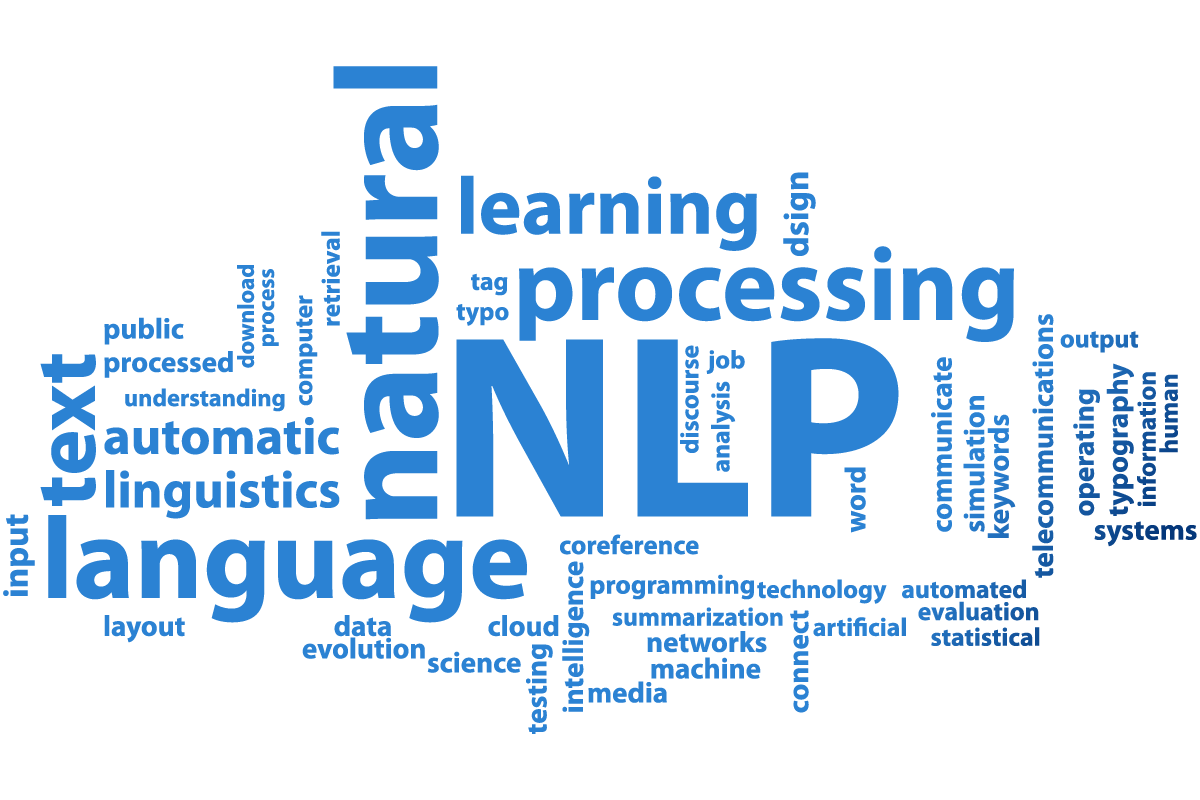 natural
learning
dsign
processing
tag
typo
retrieval
download
process
computer
public
processed
understanding
text
automatic
linguistics
NLP
discourse
job
analysis
word
communicate
simulation
keywords
telecommunications
output
operating
typography
information
human
systems
input
language
coreference
programming
technology
automated
evaluation
statistical
summarization
artificial
networks
machine
connect
intelligence
media
layout
data
cloud
evolution
science
testing